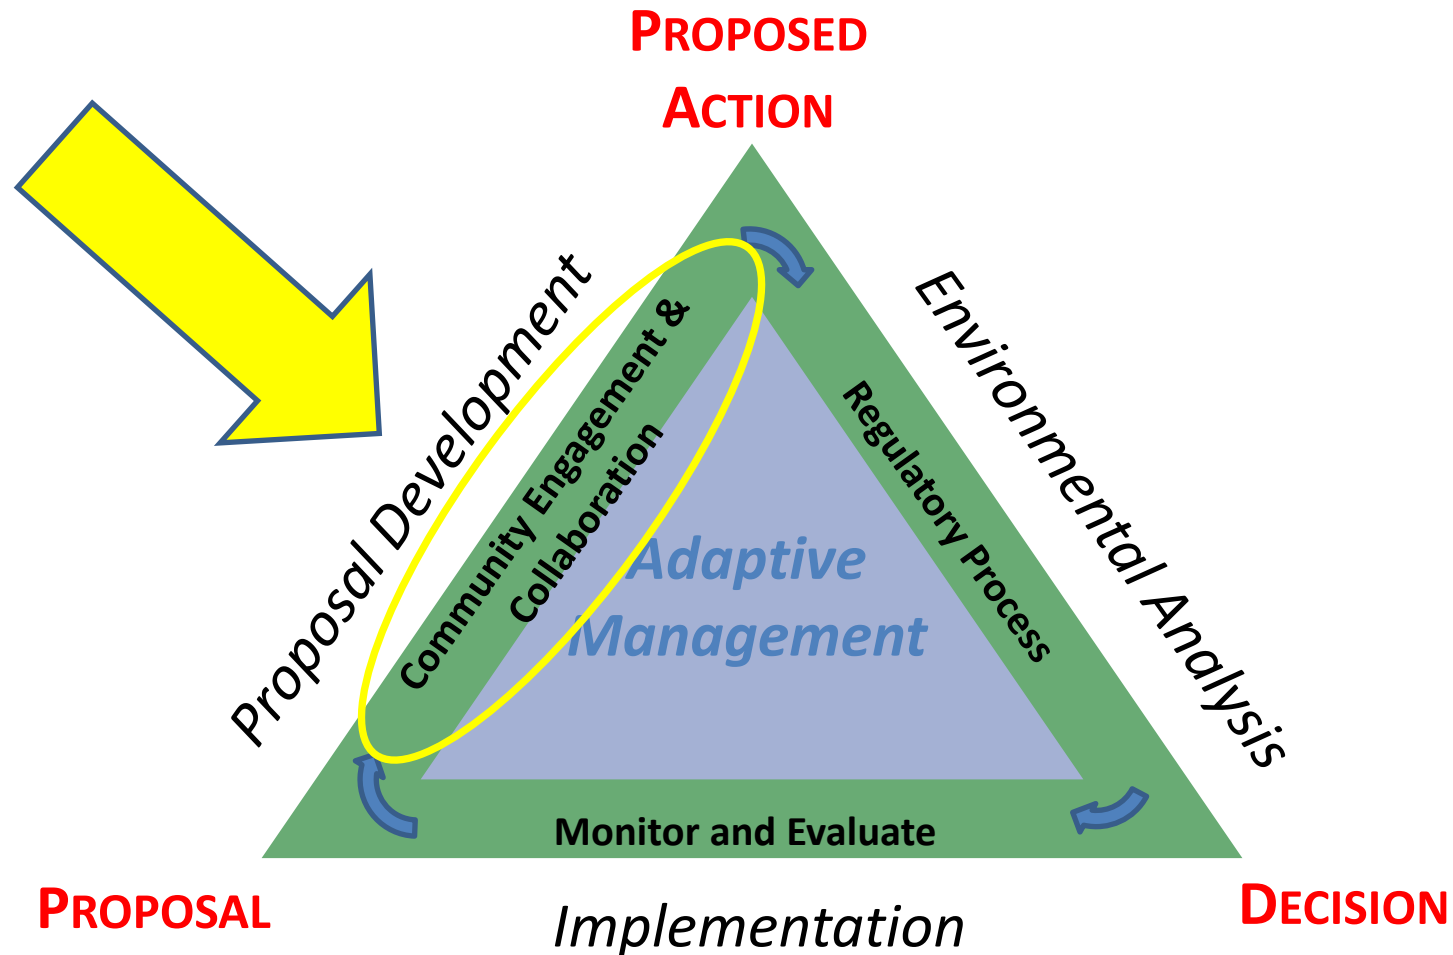 PROPOSED
ACTION
Proposal Development
Community Engagement &
Collaboration
Environmental Analysis
Regulatory Process
Adaptive
Management
Monitor and Evaluate
PROPOSAL
DECISION
Implementation